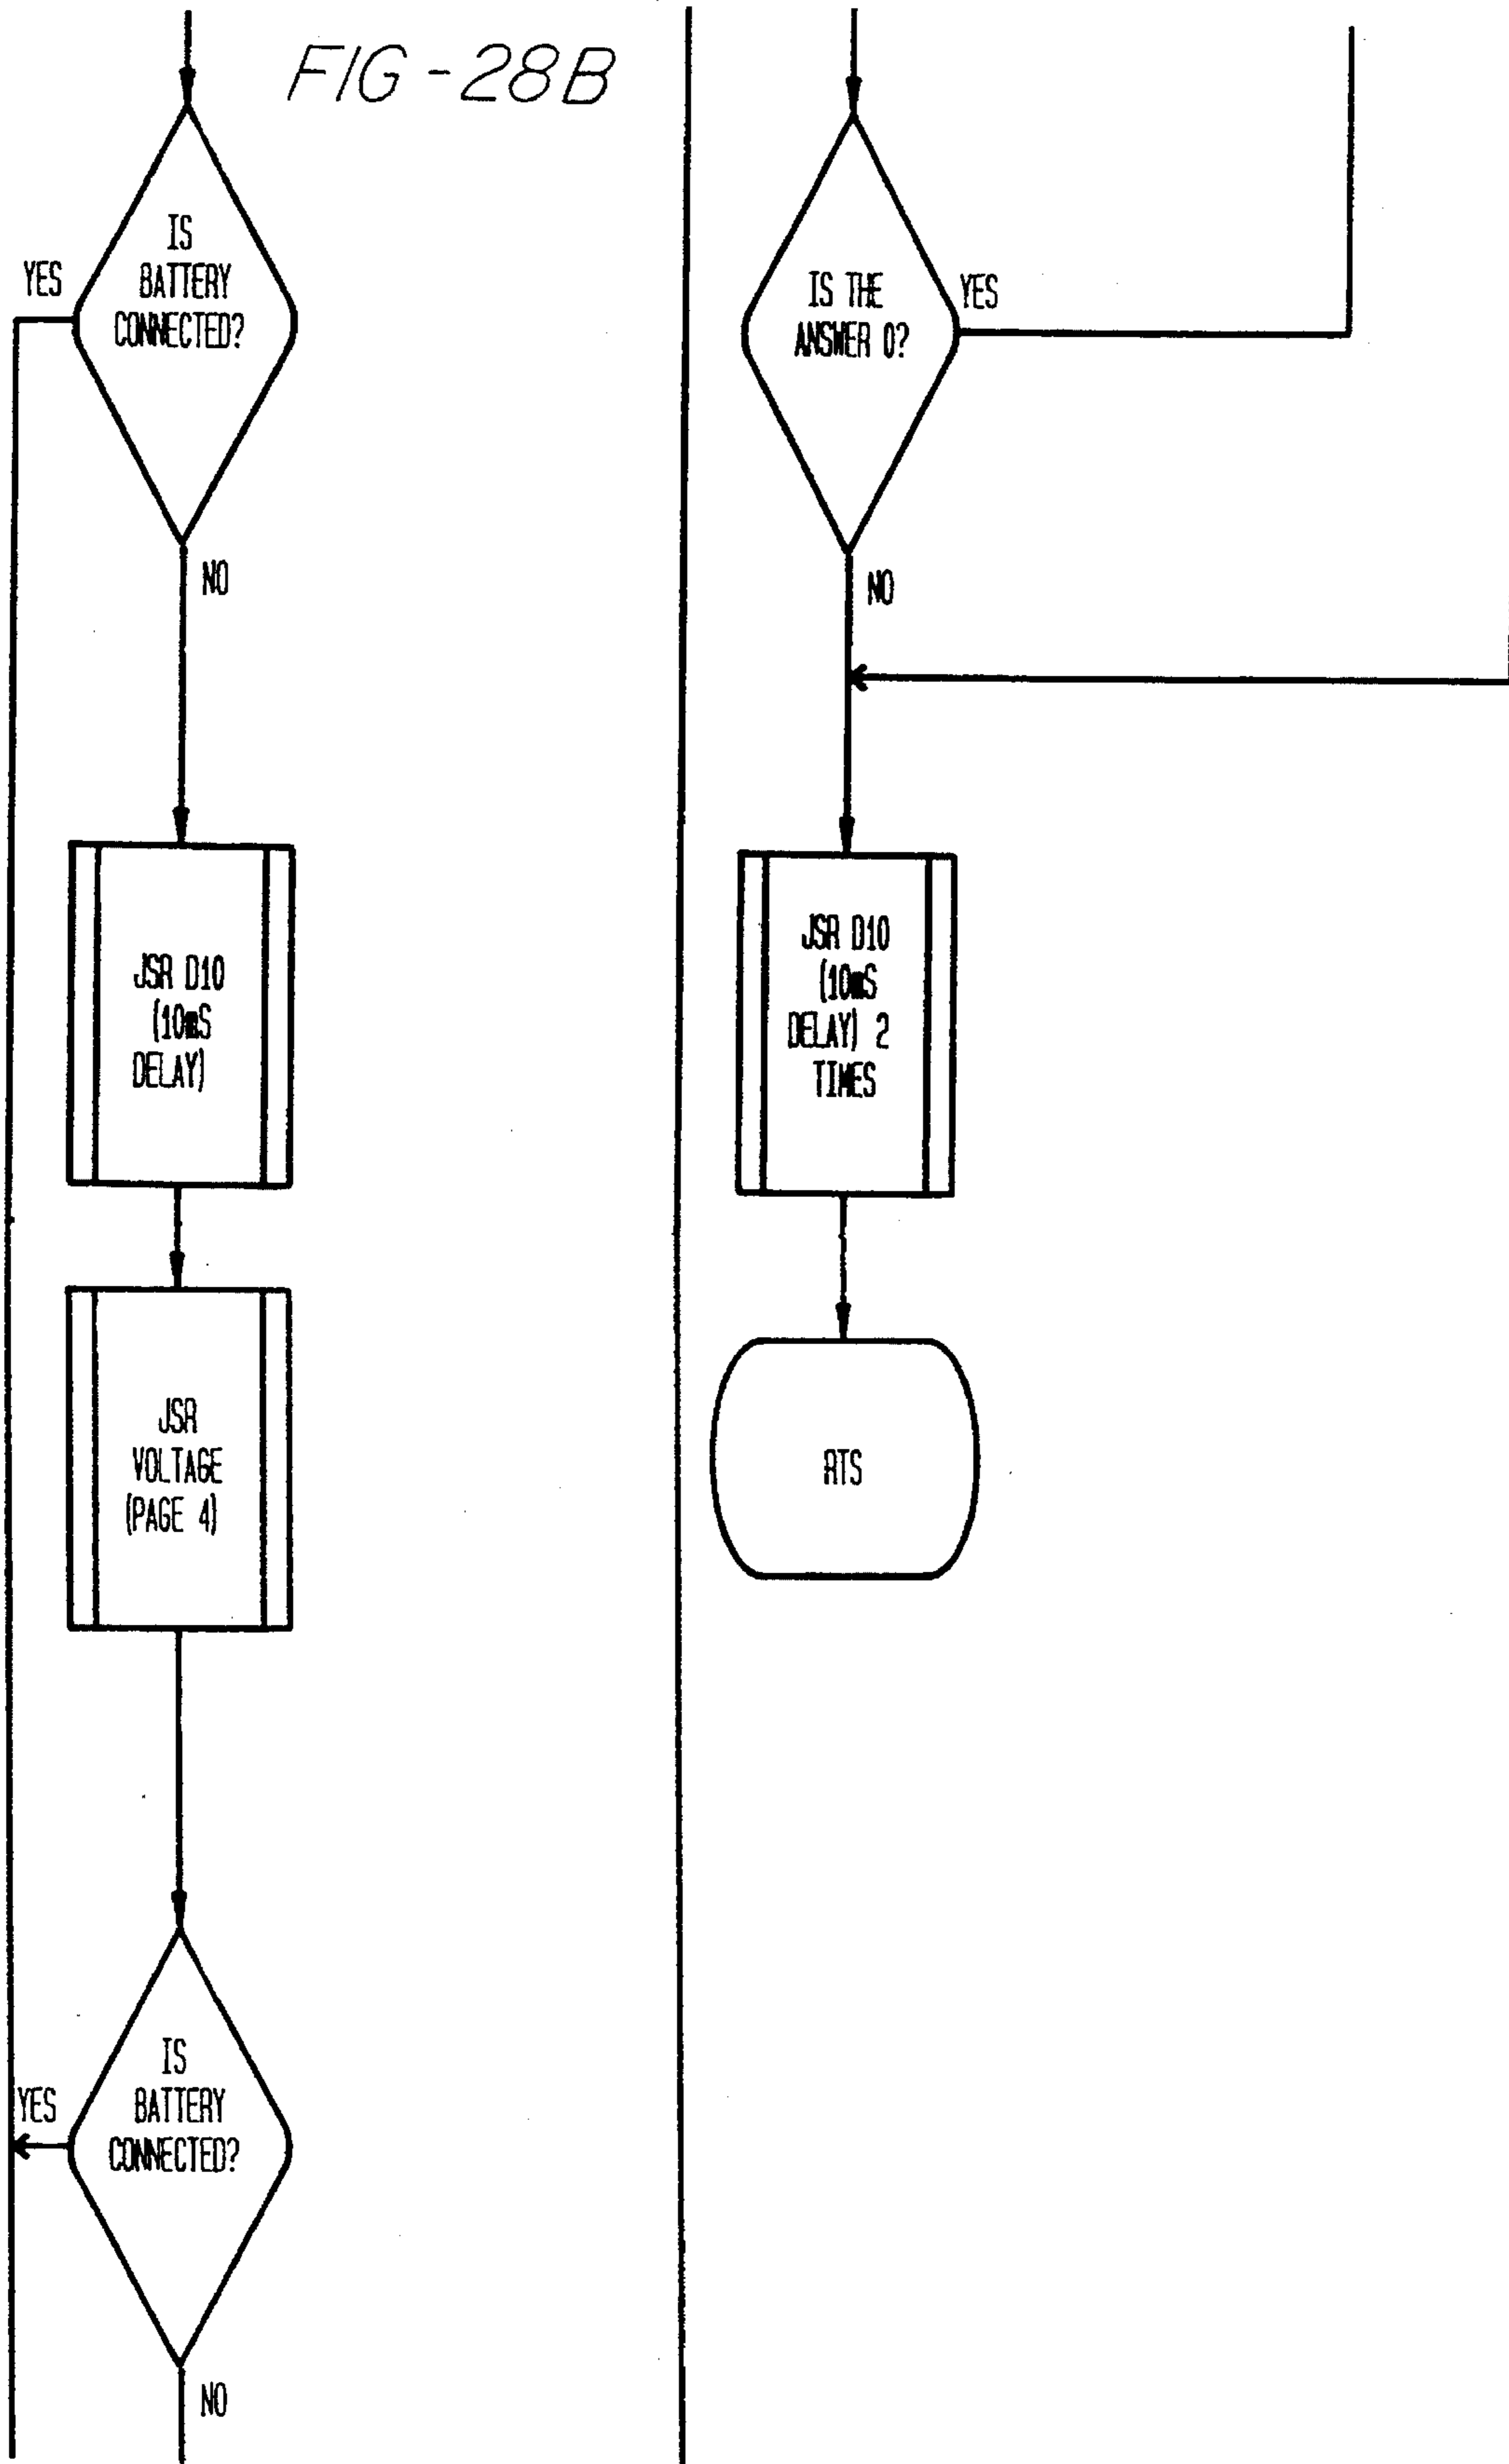 FIG-28B
IS
BATTERY
CONNECTED?
YES
NO
JSR D10
(10mS
DELAY)
JSR
VOLTAGE
(PAGE 4)
IS
BATTERY
CONNECTED?
YES
NO
IS THE
ANSWER 0?
YES
NO
JSR D10
(10mS
DELAY) 2
TIMES
RTS